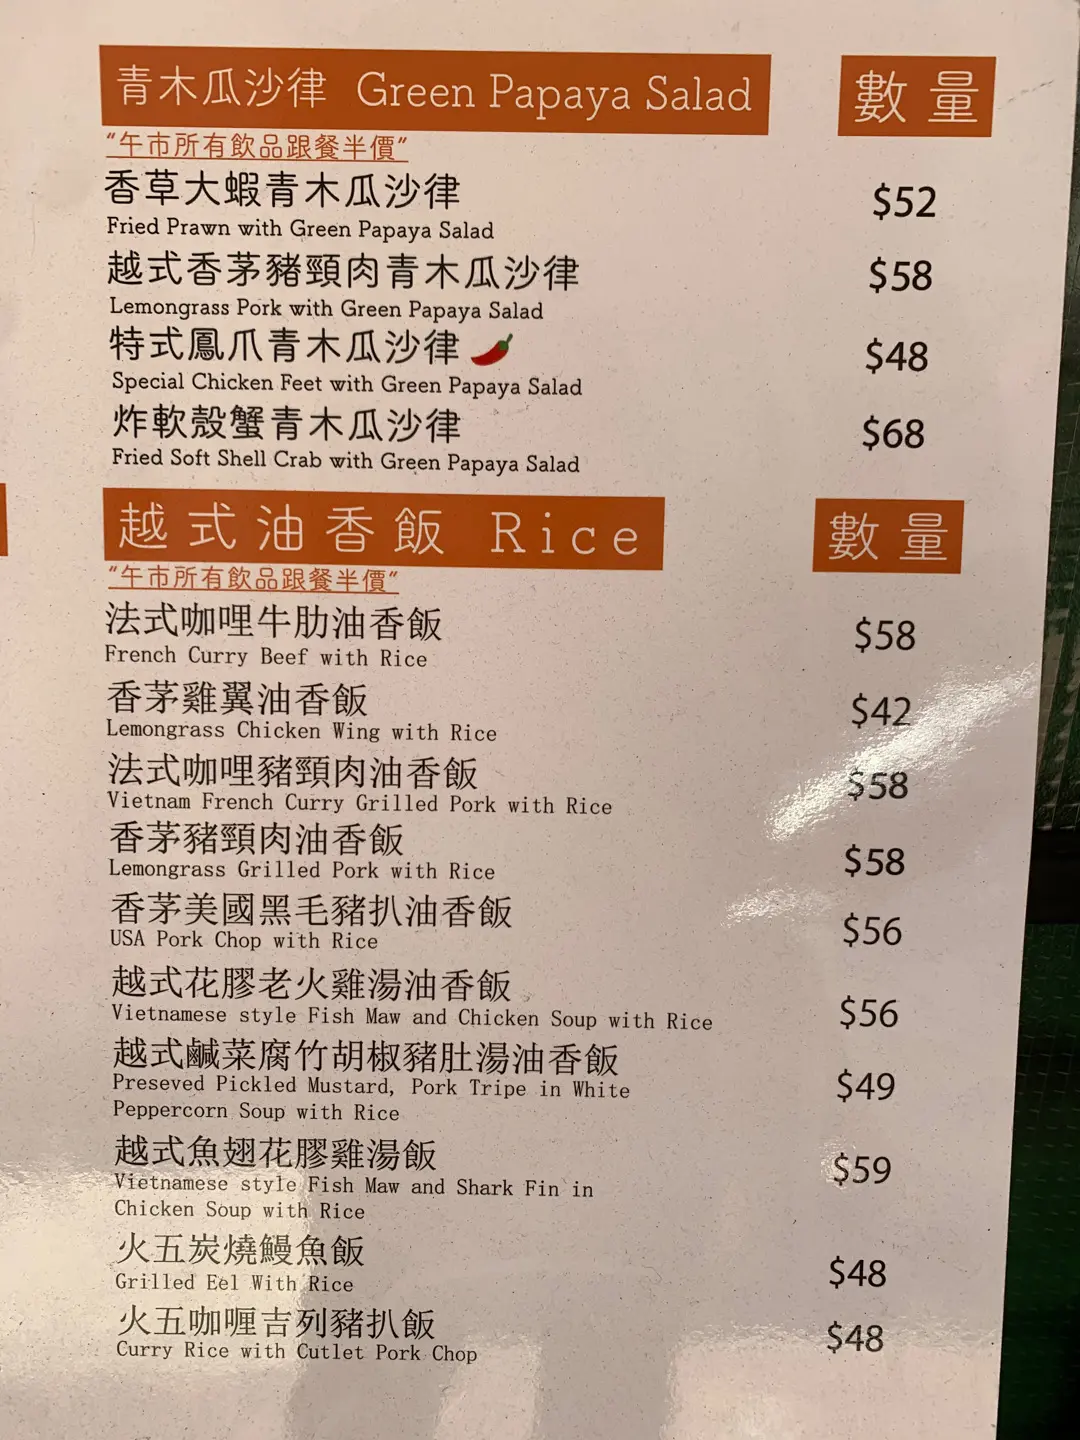 青木瓜沙律 Green Papaya Salad 數量
“午市所有飲品跟餐半價”
香草大蝦青木瓜沙律 $52
Fried Prawn with Green Papaya Salad
越式香茅豬頸肉青木瓜沙律 $58
Lemongrass Pork with Green Papaya Salad
特式鳳爪青木瓜沙律 $48
Special Chicken Feet with Green Papaya Salad
炸軟殼蟹青木瓜沙律 $68
Fried Soft Shell Crab with Green Papaya Salad
越式油香飯 Rice 數量
“午市所有飲品跟餐半價”
法式咖哩牛肋油香飯 $58
French Curry Beef with Rice
香茅雞翼油香飯 $42
Lemongrass Chicken Wing with Rice
法式咖哩豬頸肉油香飯 $58
Vietnam French Curry Grilled Pork with Rice
香茅豬頸肉油香飯 $58
Lemongrass Grilled Pork with Rice
香茅美國黑毛豬扒油香飯 $56
USA Pork Chop with Rice
越式花膠老火雞湯油香飯 $56
Vietnamese style Fish Maw and Chicken Soup with Rice
越式鹹菜腐竹胡椒豬肚湯油香飯 $49
Preseved Pickled Mustard, Pork Tripe in White
Peppercorn Soup with Rice
越式魚翅花膠雞湯飯 $59
Vietnamese style Fish Maw and Shark Fin in
Chicken Soup with Rice
火五炭燒鰻魚飯 $48
Grilled Eel With Rice
火五咖喱吉列豬扒飯 $48
Curry Rice with Cutlet Pork Chop